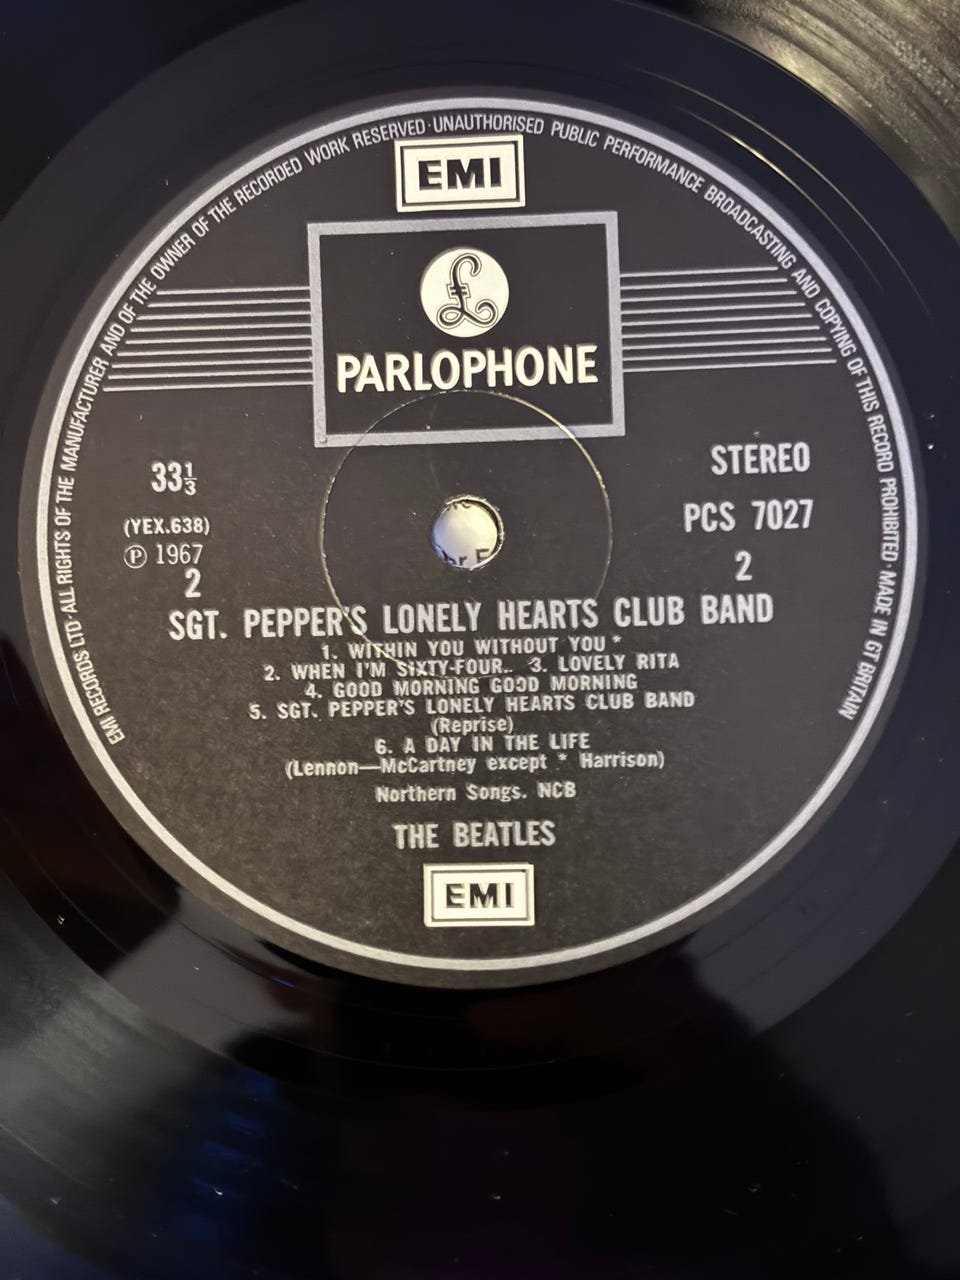 EMI RECORDS LTD · ALL RIGHTS OF THE MANUFACTURER AND OF THE OWNER OF THE RECORDED WORK RESERVED · UNAUTHORISED PUBLIC PERFORMANCE BROADCASTING AND COPYING OF THIS RECORD PROHIBITED · MADE IN GT BRITAIN
EMI
£
PARLOPHONE
33⅓
STEREO
(YEX.638)
PCS 7027
℗ 1967
2
2
SGT. PEPPER'S LONELY HEARTS CLUB BAND
1. WITHIN YOU WITHOUT YOU *
2. WHEN I'M SIXTY-FOUR.. 3. LOVELY RITA
4. GOOD MORNING GOOD MORNING
5. SGT. PEPPER'S LONELY HEARTS CLUB BAND
(Reprise)
6. A DAY IN THE LIFE
(Lennon—McCartney except * Harrison)
Northern Songs. NCB
THE BEATLES
EMI